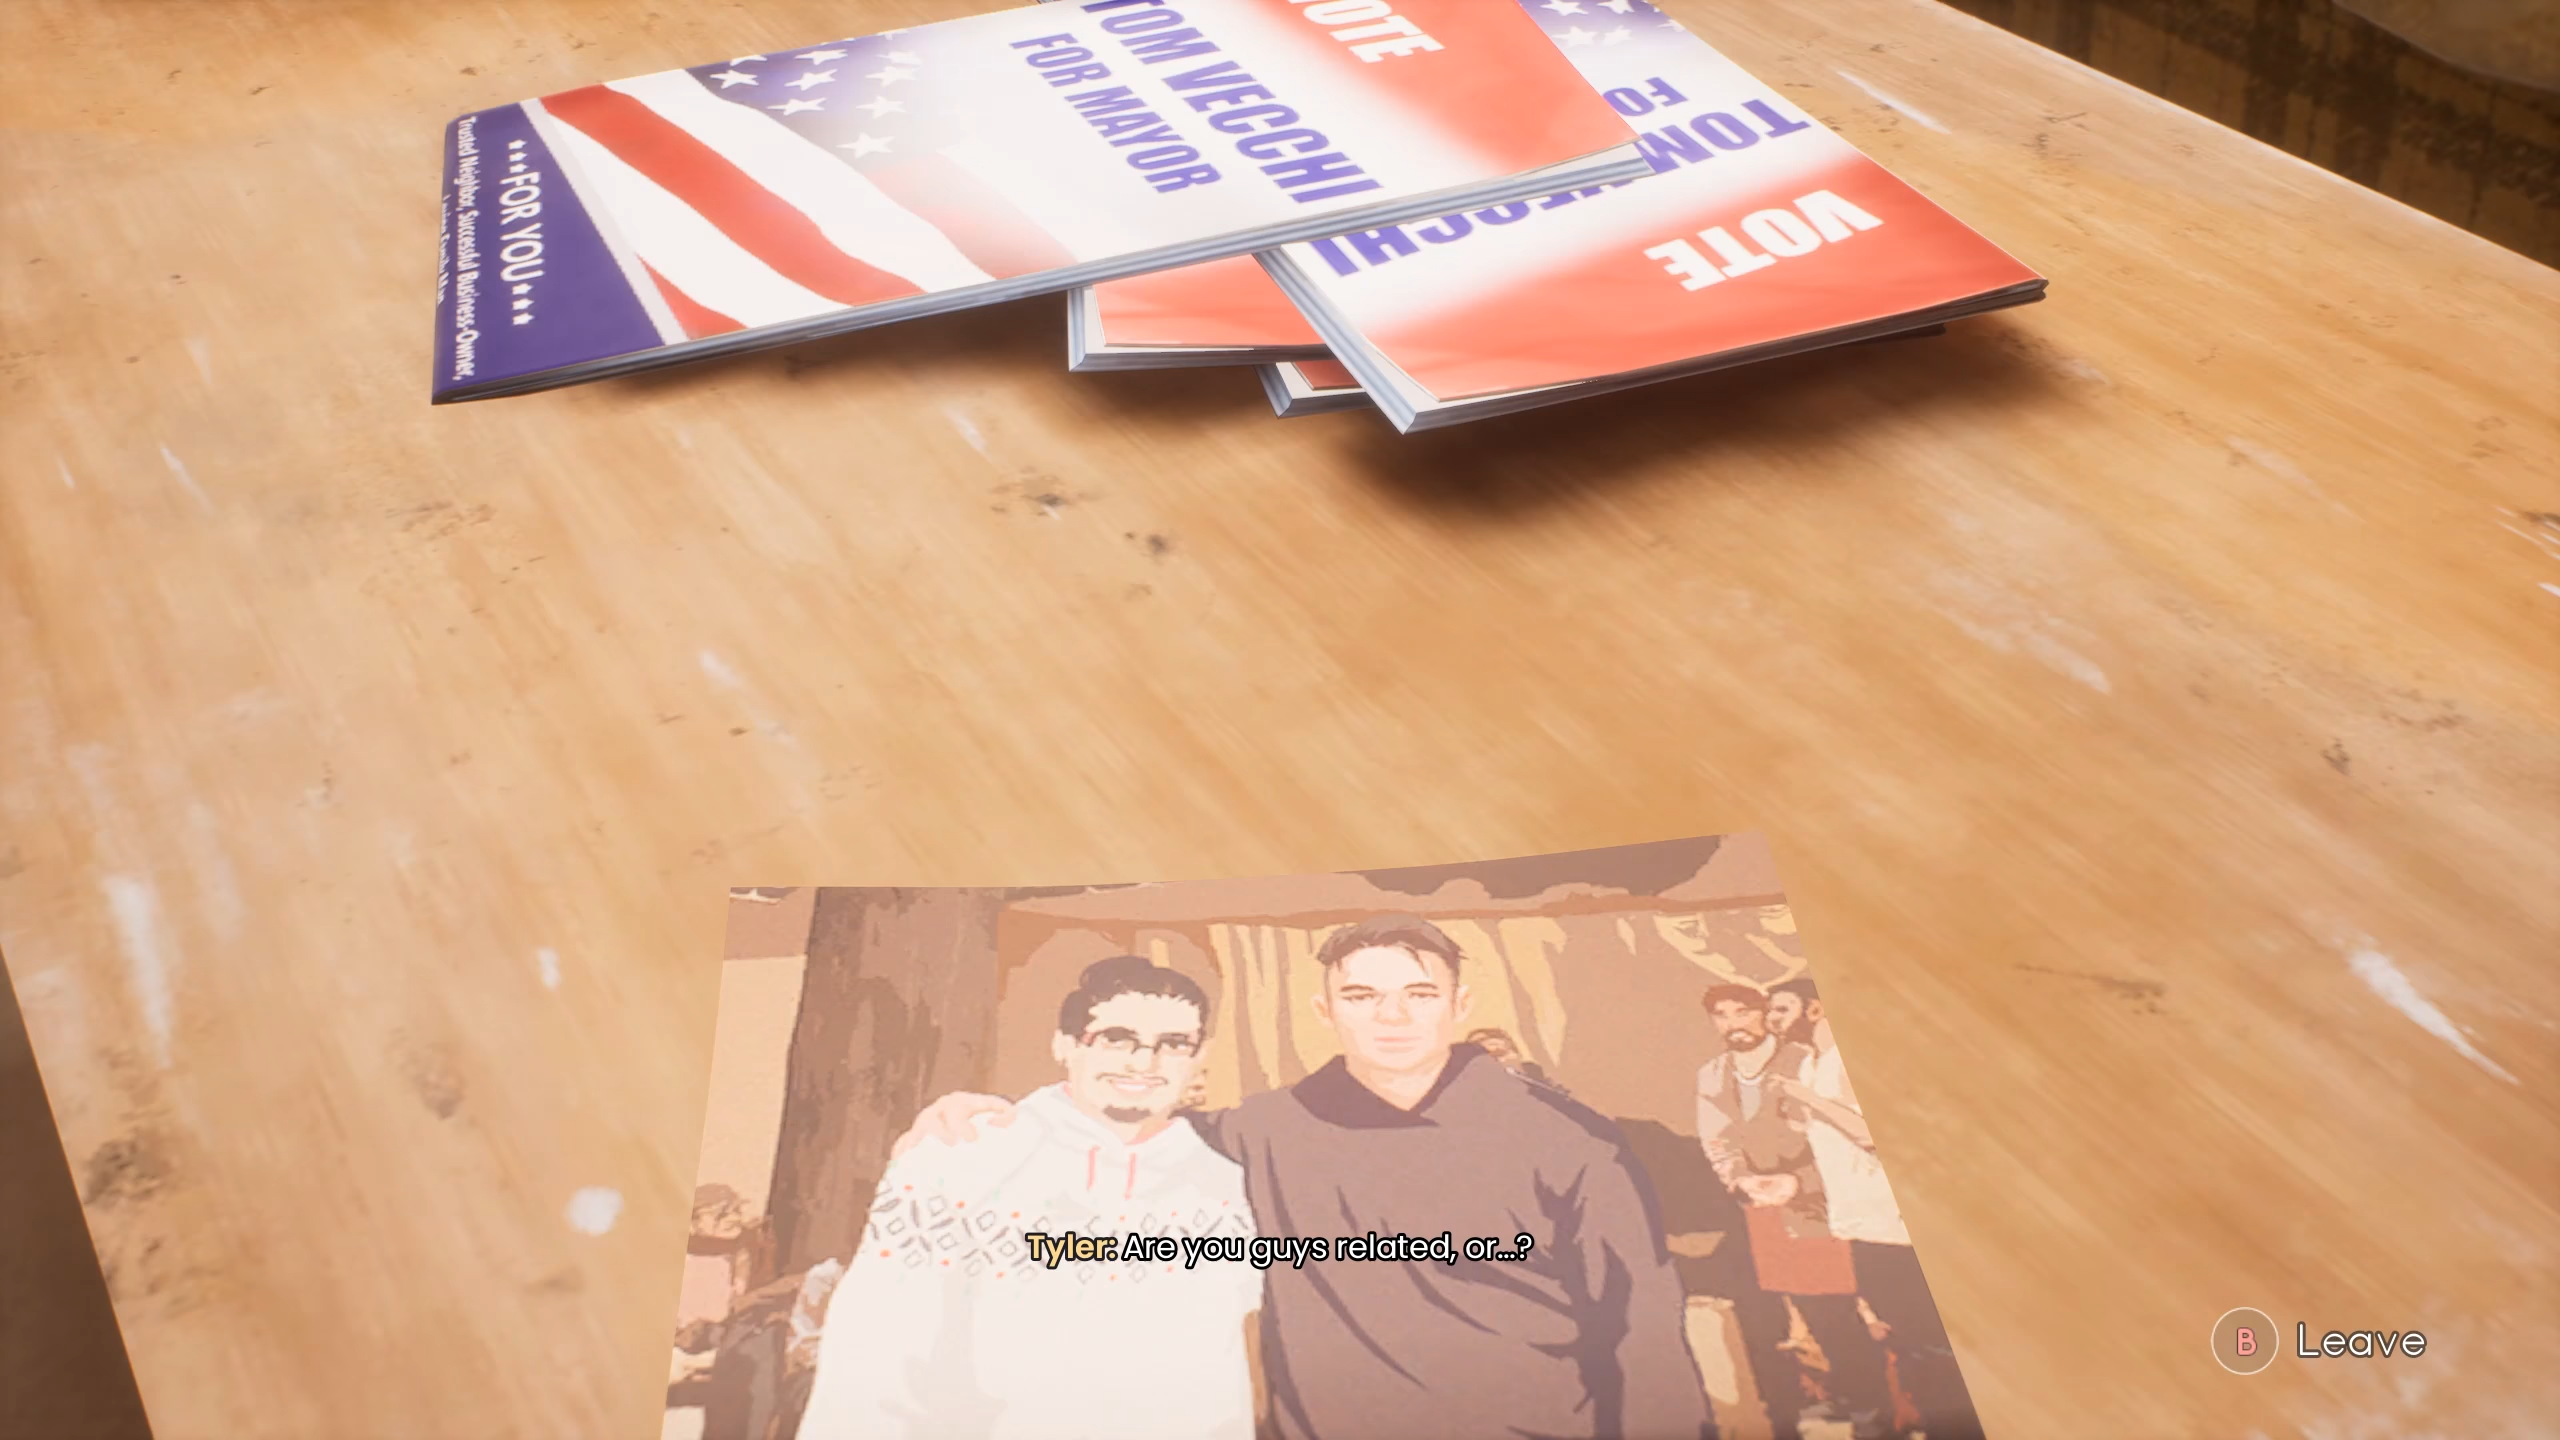 VOTE
TOM VECCHI
FOR MAYOR
★★★FOR YOU★★★
Trusted Neighbor, Successful Business-Owner,
VOTE
TOM VECCHI
FO
Tyler: Are you guys related, or...?
B Leave